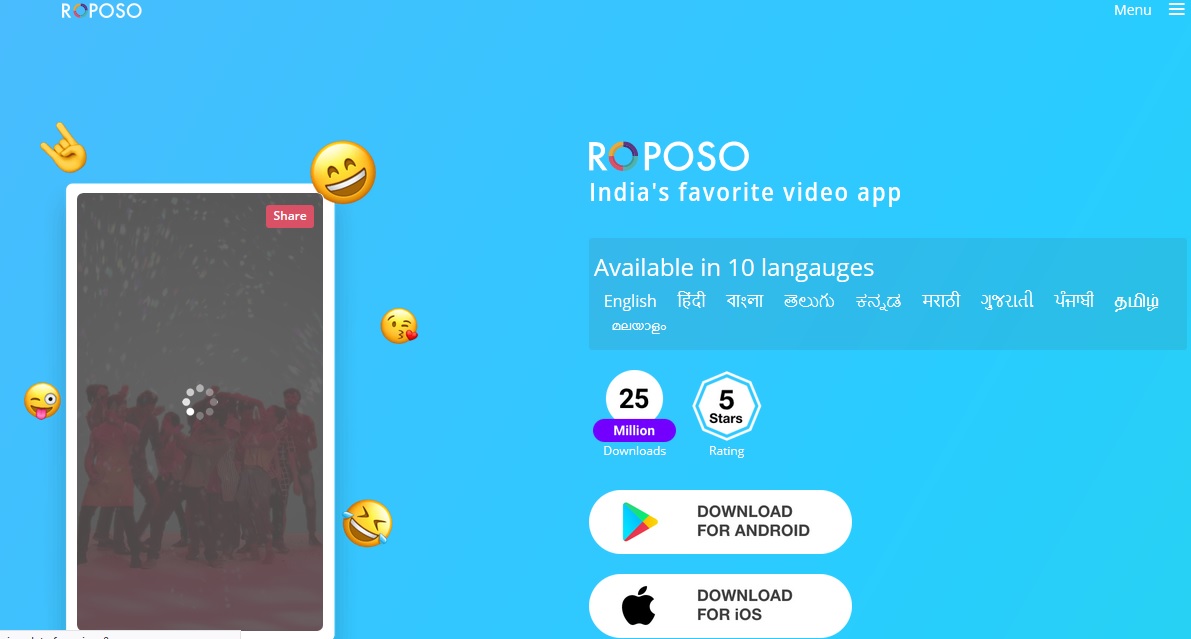 ROPOSO
Menu
Share
ROPOSO
India's favorite video app
Available in 10 langauges
English हिंदी বাংলা తెలుగు ಕನ್ನಡ मराठी ગુજરાતી ਪੰਜਾਬੀ தமிழ்
മലയാളം
25
Million
Downloads
5
Stars
Rating
DOWNLOAD
FOR ANDROID
DOWNLOAD
FOR iOS